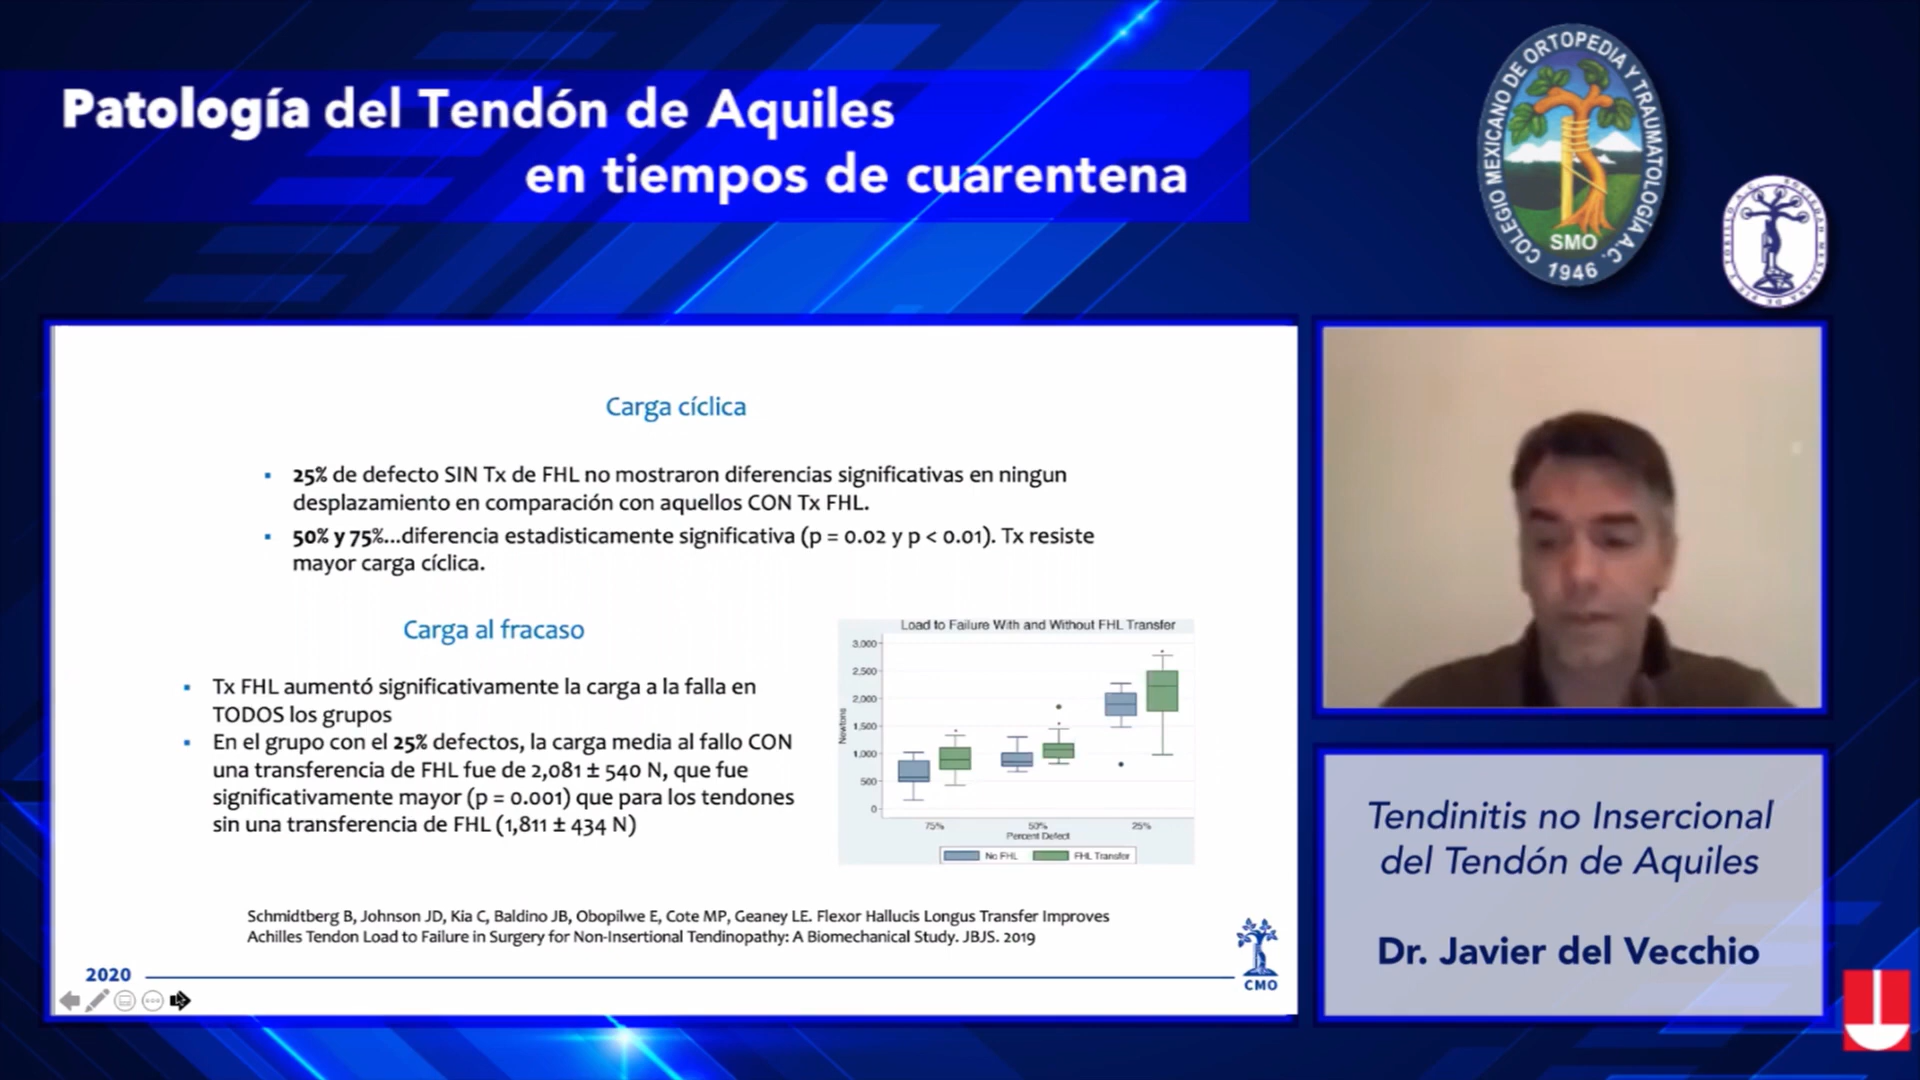 Patología del Tendón de Aquiles
en tiempos de cuarentena
COLEGIO MEXICANO DE ORTOPEDIA Y TRAUMATOLOGÍA A.C.
SMO
1946
Carga cíclica
▪ 25% de defecto SIN Tx de FHL no mostraron diferencias significativas en ningun
desplazamiento en comparación con aquellos CON Tx FHL.
▪ 50% y 75%...diferencia estadisticamente significativa (p = 0.02 y p < 0.01). Tx resiste
mayor carga cíclica.
Carga al fracaso
▪ Tx FHL aumentó significativamente la carga a la falla en
TODOS los grupos
▪ En el grupo con el 25% defectos, la carga media al fallo CON
una transferencia de FHL fue de 2,081 ± 540 N, que fue
significativamente mayor (p = 0.001) que para los tendones
sin una transferencia de FHL (1,811 ± 434 N)
Load to Failure With and Without FHL Transfer
Newtons
3,000
2,500
2,000
1,500
1,000
500
0
75% 50% 25%
Percent Defect
No FHL FHL Transfer
Schmidtberg B, Johnson JD, Kia C, Baldino JB, Obopilwe E, Cote MP, Geaney LE. Flexor Hallucis Longus Transfer Improves
Achilles Tendon Load to Failure in Surgery for Non-Insertional Tendinopathy: A Biomechanical Study. JBJS. 2019
2020
CMO
Tendinitis no Insercional
del Tendón de Aquiles
Dr. Javier del Vecchio